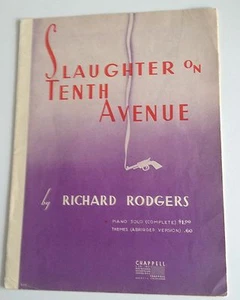 SLAUGHTER ON
TENTH
AVENUE
by RICHARD RODGERS
PIANO SOLO (COMPLETE) $1.00
THEMES (ABRIDGED VERSION) .60
CHAPPELL